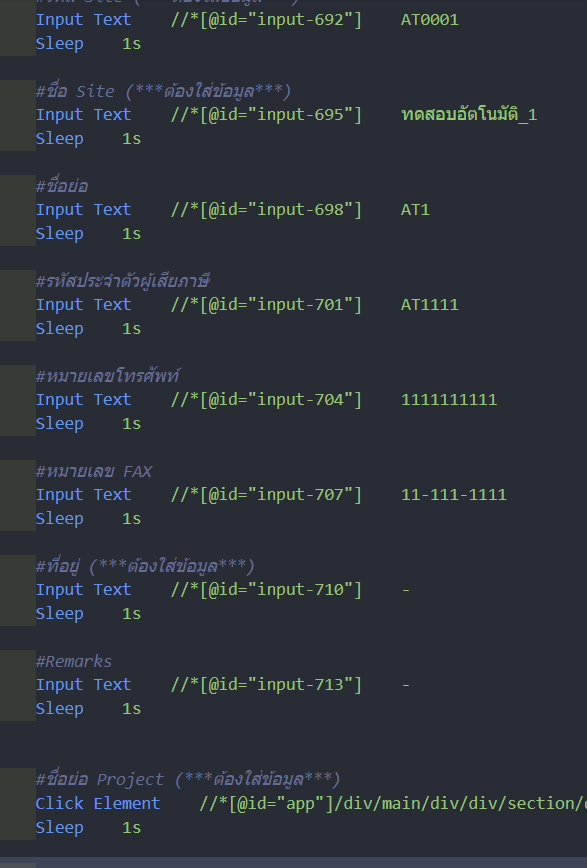 Input Text    //*[@id="input-692"]    AT0001
Sleep    1s
#ชื่อ Site (***ต้องใส่ข้อมูล***)
Input Text    //*[@id="input-695"]    ทดสอบอัตโนมัติ_1
Sleep    1s
#ชื่อย่อ
Input Text    //*[@id="input-698"]    AT1
Sleep    1s
#รหัสประจำตัวผู้เสียภาษี
Input Text    //*[@id="input-701"]    AT1111
Sleep    1s
#หมายเลขโทรศัพท์
Input Text    //*[@id="input-704"]    1111111111
Sleep    1s
#หมายเลข FAX
Input Text    //*[@id="input-707"]    11-111-1111
Sleep    1s
#ที่อยู่ (***ต้องใส่ข้อมูล***)
Input Text    //*[@id="input-710"]    -
Sleep    1s
#Remarks
Input Text    //*[@id="input-713"]    -
Sleep    1s
#ชื่อย่อ Project (***ต้องใส่ข้อมูล***)
Click Element    //*[@id="app"]/div/main/div/div/section/
Sleep    1s